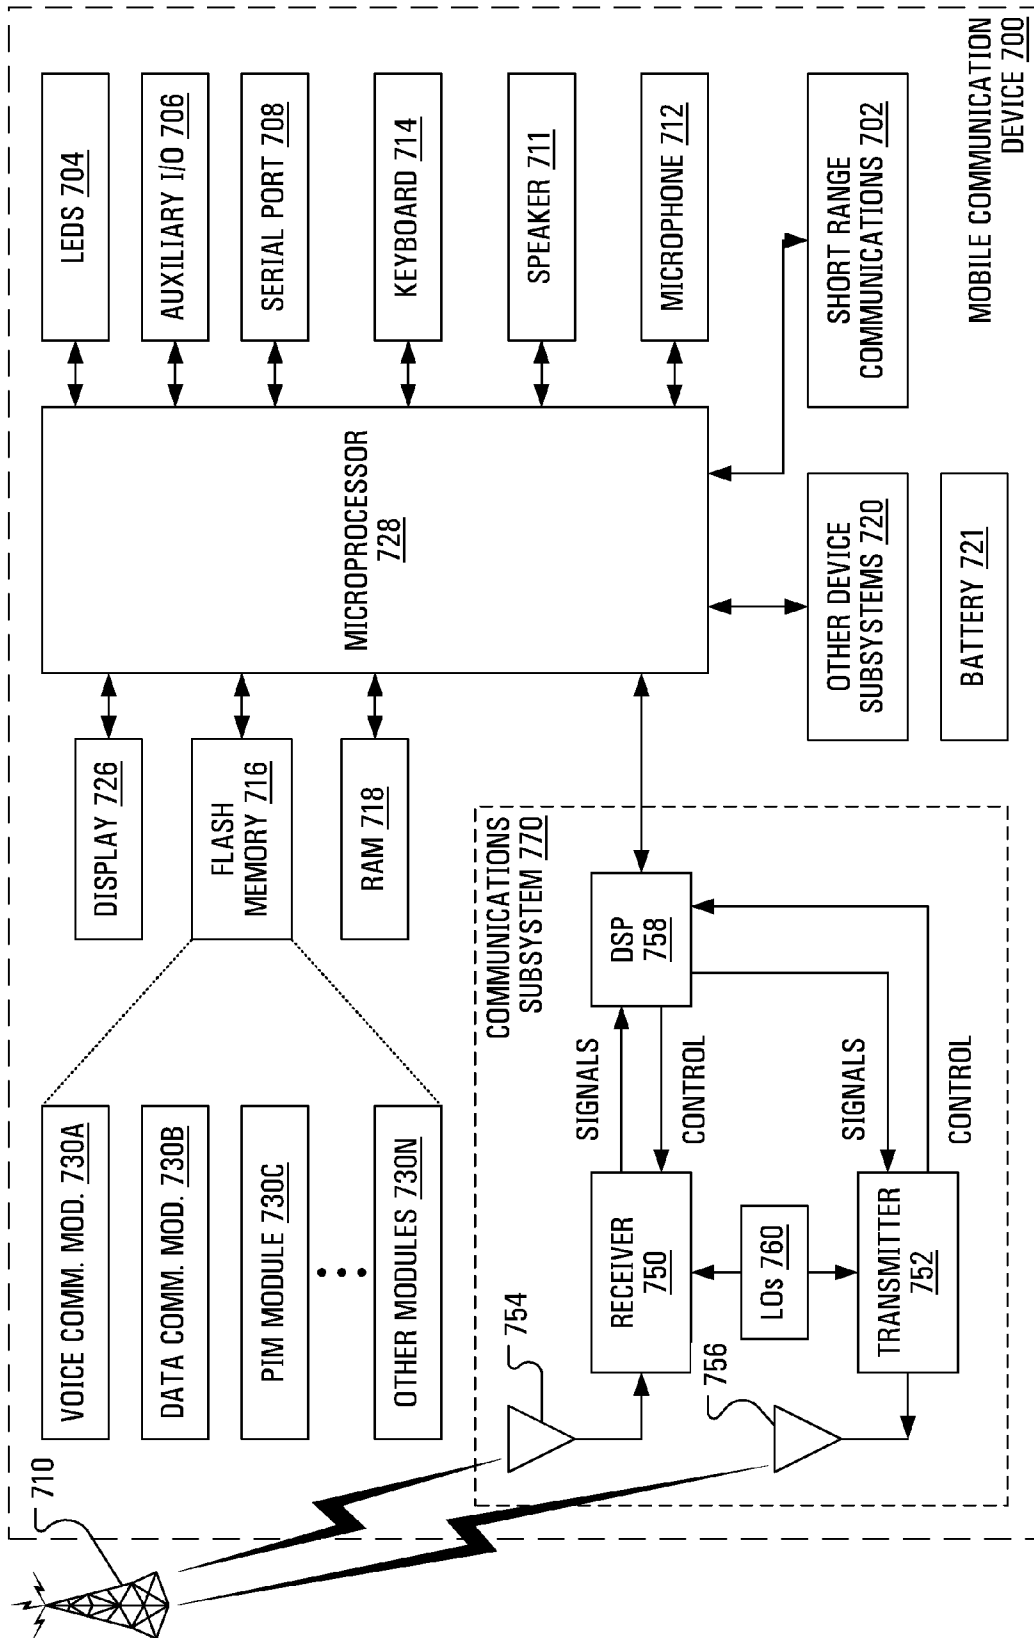 MOBILE COMMUNICATION
DEVICE 700
710
VOICE COMM. MOD. 730A
DATA COMM. MOD. 730B
PIM MODULE 730C
OTHER MODULES 730N
DISPLAY 726
FLASH
MEMORY 716
RAM 718
MICROPROCESSOR
728
LEDS 704
AUXILIARY I/O 706
SERIAL PORT 708
KEYBOARD 714
SPEAKER 711
MICROPHONE 712
SHORT RANGE
COMMUNICATIONS 702
OTHER DEVICE
SUBSYSTEMS 720
BATTERY 721
COMMUNICATIONS
SUBSYSTEM 770
754
RECEIVER
750
SIGNALS
CONTROL
DSP
758
LOs 760
756
TRANSMITTER
752
SIGNALS
CONTROL